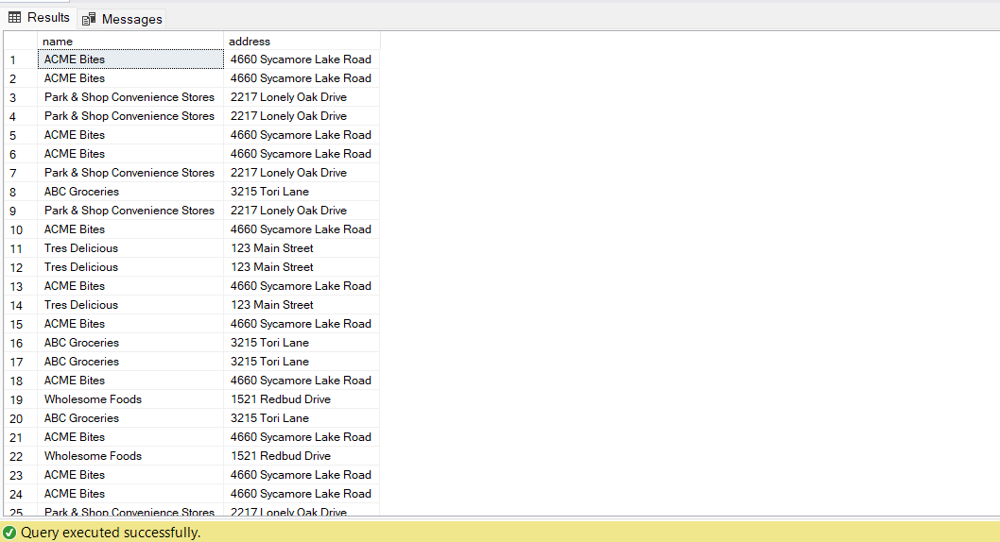 Results Messages
name address
1 ACME Bites 4660 Sycamore Lake Road
2 ACME Bites 4660 Sycamore Lake Road
3 Park & Shop Convenience Stores 2217 Lonely Oak Drive
4 Park & Shop Convenience Stores 2217 Lonely Oak Drive
5 ACME Bites 4660 Sycamore Lake Road
6 ACME Bites 4660 Sycamore Lake Road
7 Park & Shop Convenience Stores 2217 Lonely Oak Drive
8 ABC Groceries 3215 Tori Lane
9 Park & Shop Convenience Stores 2217 Lonely Oak Drive
10 ACME Bites 4660 Sycamore Lake Road
11 Tres Delicious 123 Main Street
12 Tres Delicious 123 Main Street
13 ACME Bites 4660 Sycamore Lake Road
14 Tres Delicious 123 Main Street
15 ACME Bites 4660 Sycamore Lake Road
16 ABC Groceries 3215 Tori Lane
17 ABC Groceries 3215 Tori Lane
18 ACME Bites 4660 Sycamore Lake Road
19 Wholesome Foods 1521 Redbud Drive
20 ABC Groceries 3215 Tori Lane
21 ACME Bites 4660 Sycamore Lake Road
22 Wholesome Foods 1521 Redbud Drive
23 ACME Bites 4660 Sycamore Lake Road
24 ACME Bites 4660 Sycamore Lake Road
25 Park & Shop Convenience Stores 2217 Lonely Oak Drive
Query executed successfully.